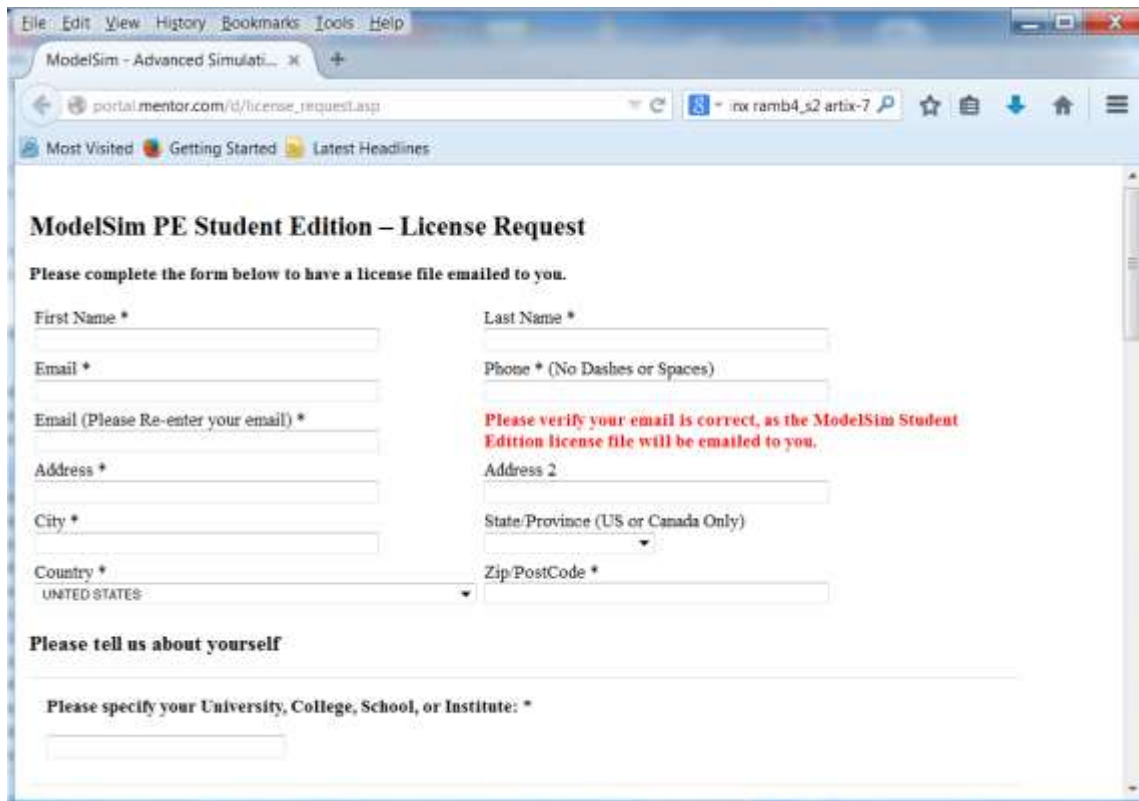 File Edit View History Bookmarks Tools Help
ModelSim - Advanced Simulati... × +
portal.mentor.com/d/license_request.asp
nx ramb4_s2 artix-7
Most Visited Getting Started Latest Headlines
ModelSim PE Student Edition – License Request
Please complete the form below to have a license file emailed to you.
First Name * Last Name *
Email * Phone * (No Dashes or Spaces)
Email (Please Re-enter your email) * Please verify your email is correct, as the ModelSim Student
Edition license file will be emailed to you.
Address * Address 2
City * State/Province (US or Canada Only)
Country * Zip/PostCode *
UNITED STATES
Please tell us about yourself
Please specify your University, College, School, or Institute: *